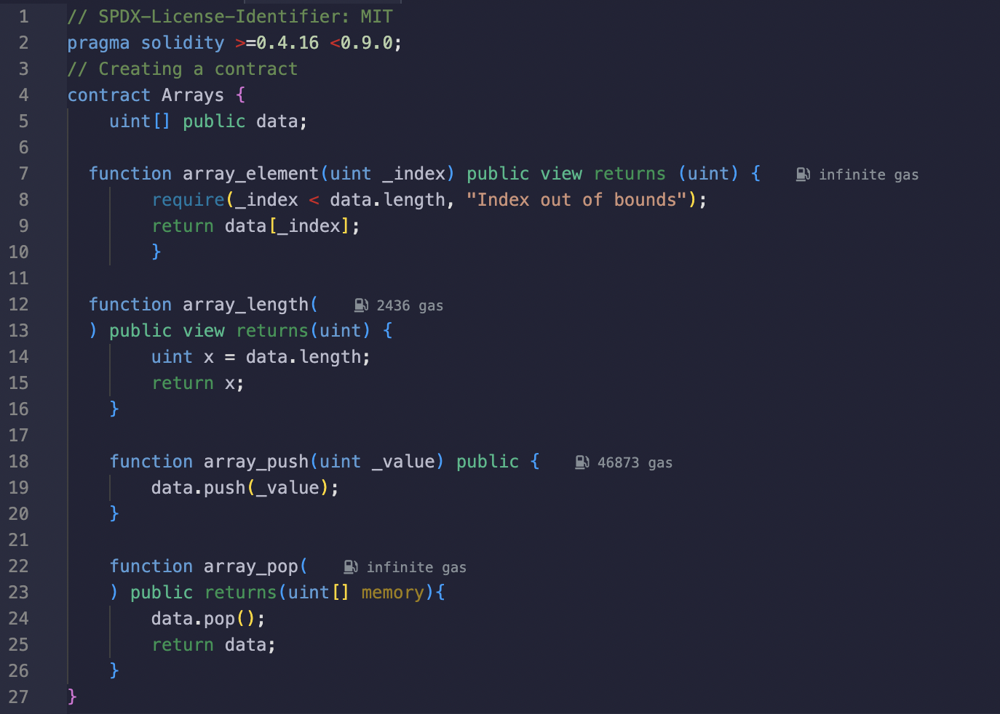 1 // SPDX-License-Identifier: MIT
2 pragma solidity >=0.4.16 <0.9.0;
3 // Creating a contract
4 contract Arrays {
5 uint[] public data;
6
7 function array_element(uint _index) public view returns (uint) { infinite gas
8 require(_index < data.length, "Index out of bounds");
9 return data[_index];
10 }
11
12 function array_length( 2436 gas
13 ) public view returns(uint) {
14 uint x = data.length;
15 return x;
16 }
17
18 function array_push(uint _value) public { 46873 gas
19 data.push(_value);
20 }
21
22 function array_pop( infinite gas
23 ) public returns(uint[] memory){
24 data.pop();
25 return data;
26 }
27 }